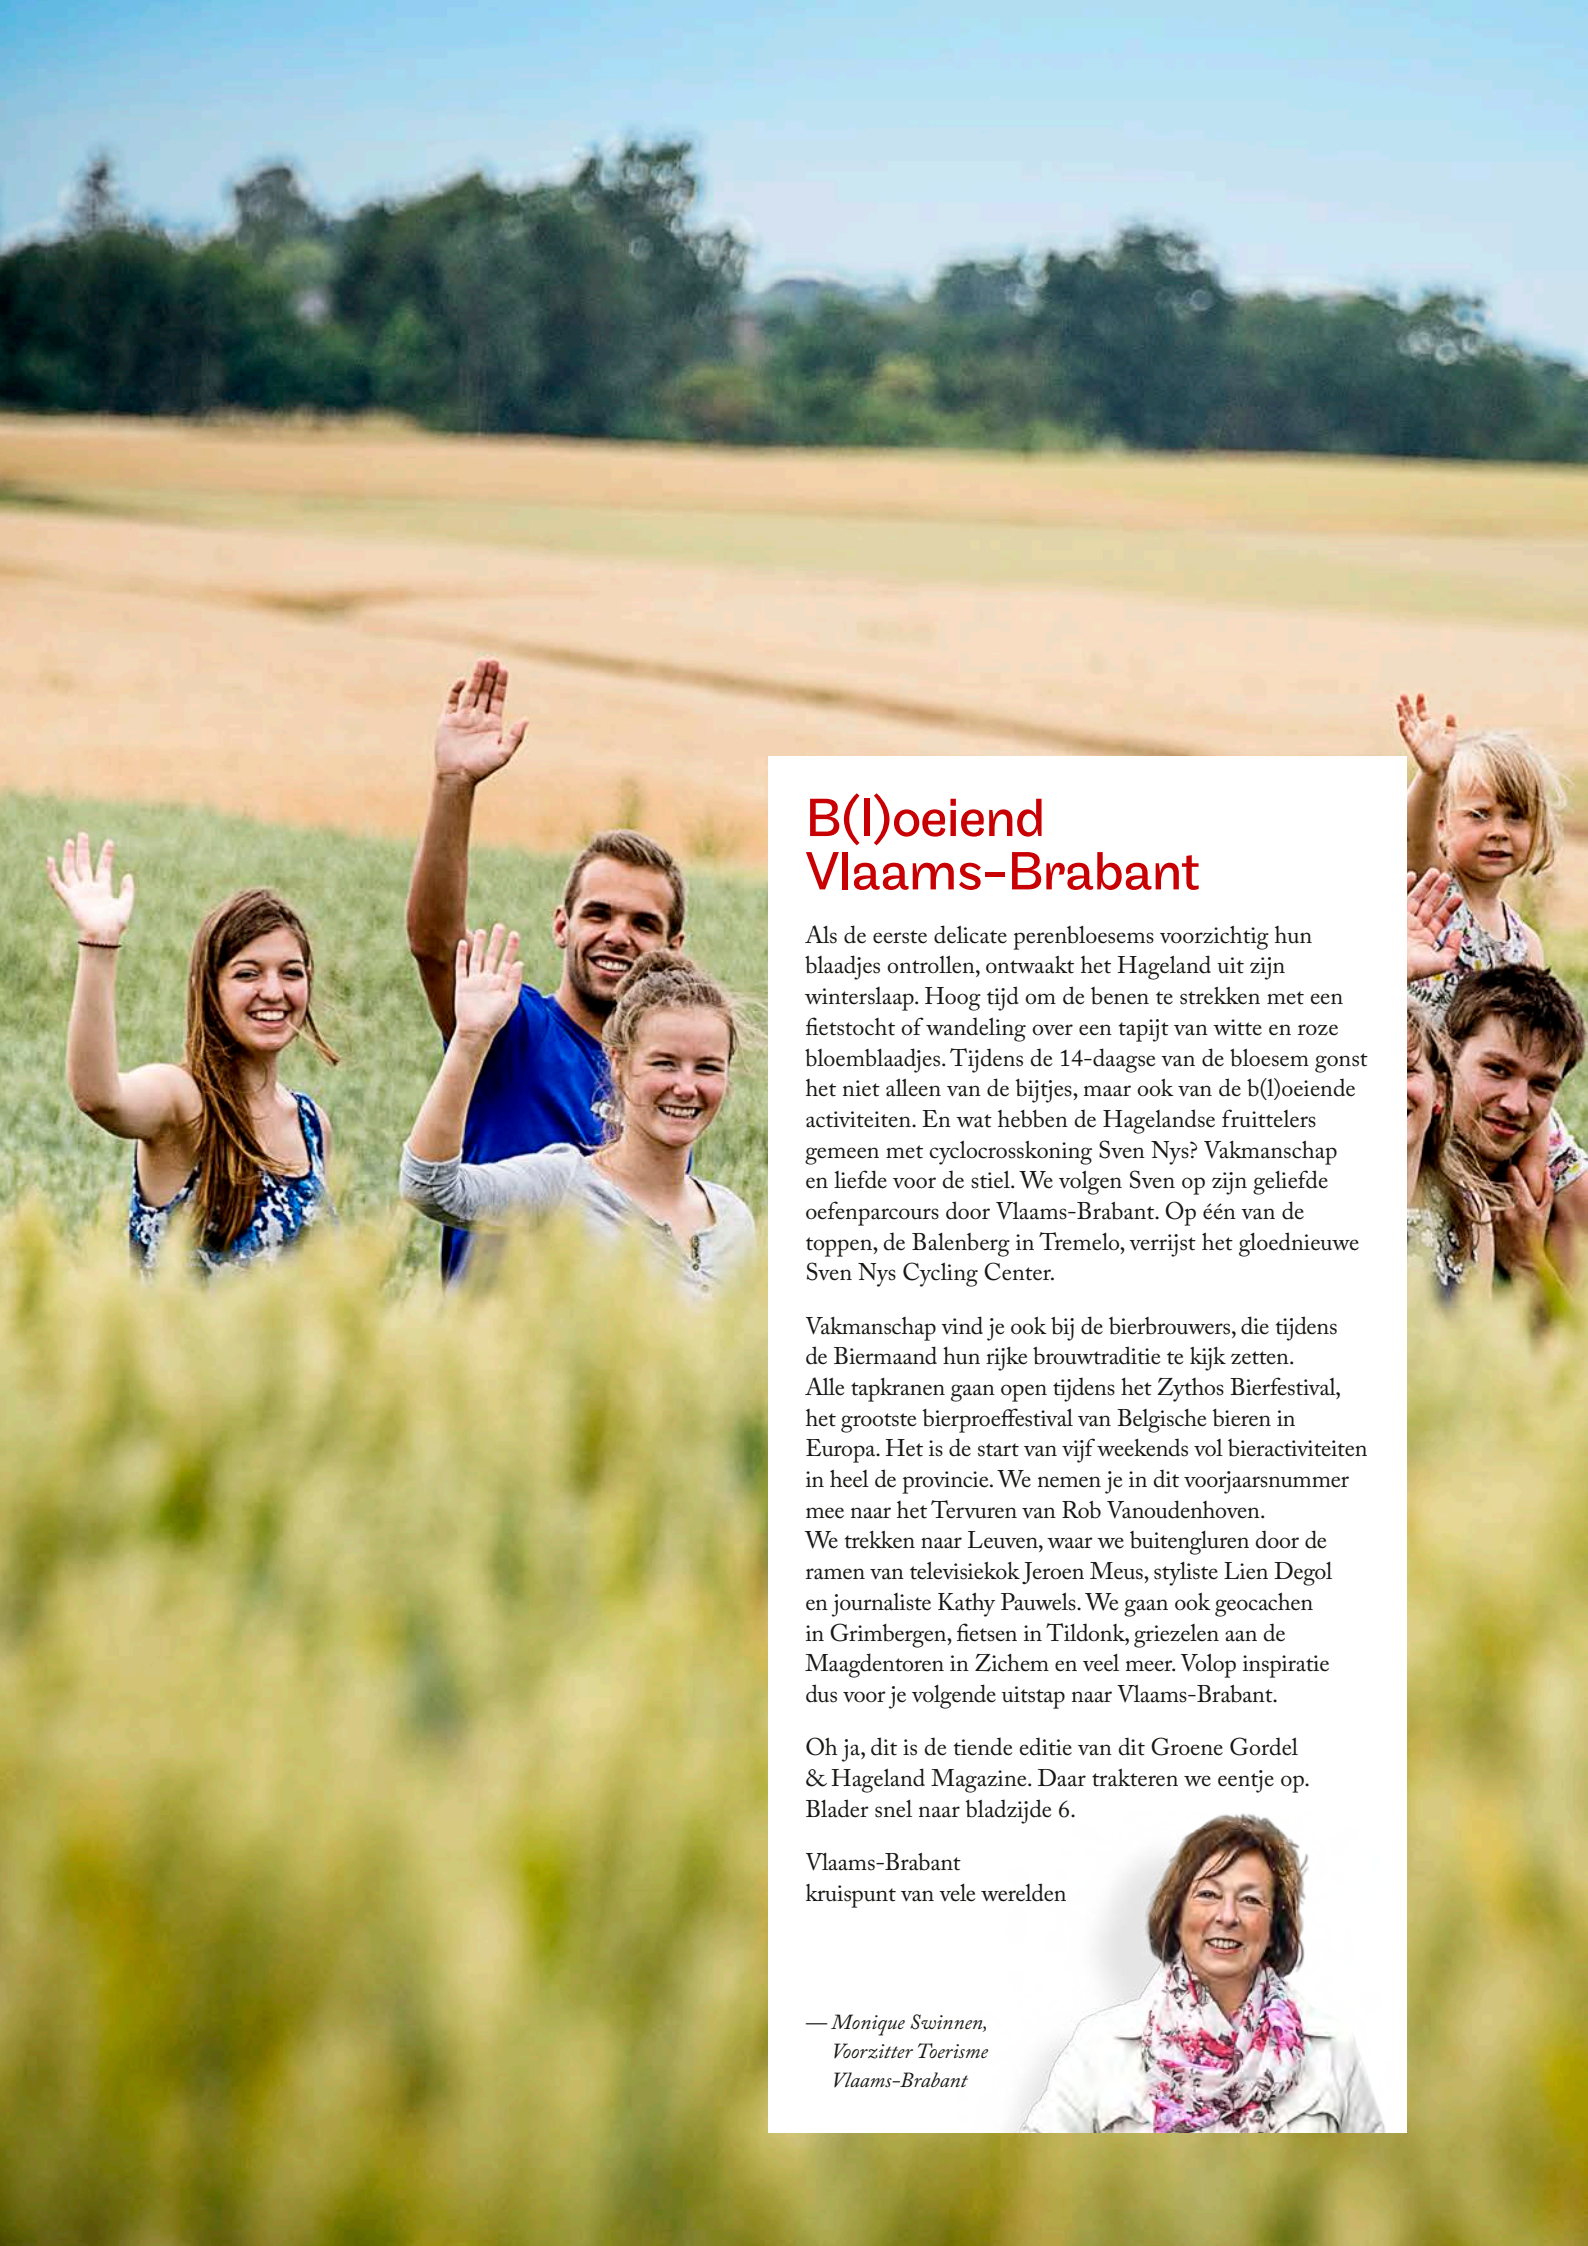 B(l)oeiend
Vlaams-Brabant
Als de eerste delicate perenbloesems voorzichtig hun
blaadjes ontrollen, ontwaakt het Hageland uit zijn
winterslaap. Hoog tijd om de benen te strekken met een
fietstocht of wandeling over een tapijt van witte en roze
bloemblaadjes. Tijdens de 14-daagse van de bloesem gonst
het niet alleen van de bijtjes, maar ook van de b(l)oeiende
activiteiten. En wat hebben de Hagelandse fruittelers
gemeen met cyclocrosskoning Sven Nys? Vakmanschap
en liefde voor de stiel. We volgen Sven op zijn geliefde
oefenparcours door Vlaams-Brabant. Op één van de
toppen, de Balenberg in Tremelo, verrijst het gloednieuwe
Sven Nys Cycling Center.
Vakmanschap vind je ook bij de bierbrouwers, die tijdens
de Biermaand hun rijke brouwtraditie te kijk zetten.
Alle tapkranen gaan open tijdens het Zythos Bierfestival,
het grootste bierproeffestival van Belgische bieren in
Europa. Het is de start van vijf weekends vol bieractiviteiten
in heel de provincie. We nemen je in dit voorjaarsnummer
mee naar het Tervuren van Rob Vanoudenhoven.
We trekken naar Leuven, waar we buitengluren door de
ramen van televisiekok Jeroen Meus, styliste Lien Degol
en journaliste Kathy Pauwels. We gaan ook geocachen
in Grimbergen, fietsen in Tildonk, griezelen aan de
Maagdentoren in Zichem en veel meer. Volop inspiratie
dus voor je volgende uitstap naar Vlaams-Brabant.
Oh ja, dit is de tiende editie van dit Groene Gordel
& Hageland Magazine. Daar trakteren we eentje op.
Blader snel naar bladzijde 6.
Vlaams-Brabant
kruispunt van vele werelden
— Monique Swinnen,
Voorzitter Toerisme
Vlaams-Brabant